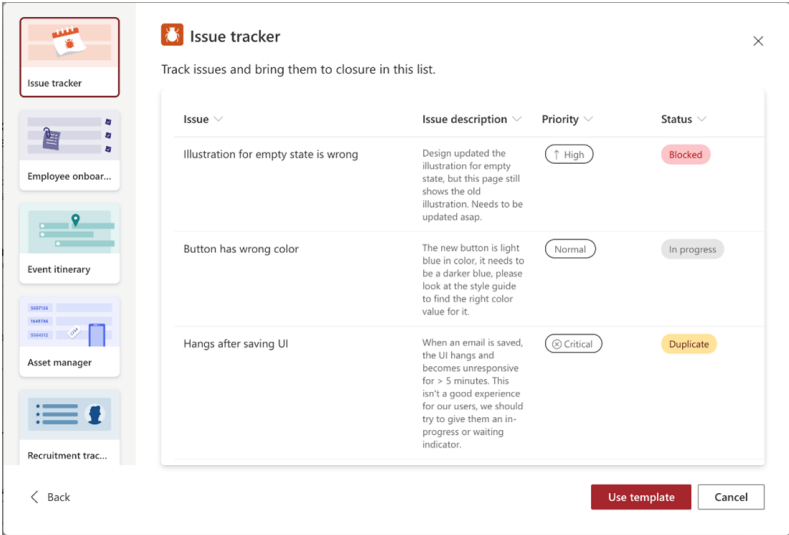 Issue tracker
Employee onboar...
Event itinerary
Asset manager
Recruitment trac...
Issue tracker
Track issues and bring them to closure in this list.
Issue
Issue description
Priority
Status
Illustration for empty state is wrong
Design updated the
illustration for empty
state, but this page still
shows the old
illustration. Needs to be
updated asap.
High
Blocked
Button has wrong color
The new button is light
blue in color, it needs to
be a darker blue, please
look at the style guide
to find the right color
value for it.
Normal
In progress
Hangs after saving UI
When an email is saved,
the UI hangs and
becomes unresponsive
for > 5 minutes. This
isn't a good experience
for our users, we should
try to give them an in-
progress or waiting
indicator.
Critical
Duplicate
Back
Use template
Cancel